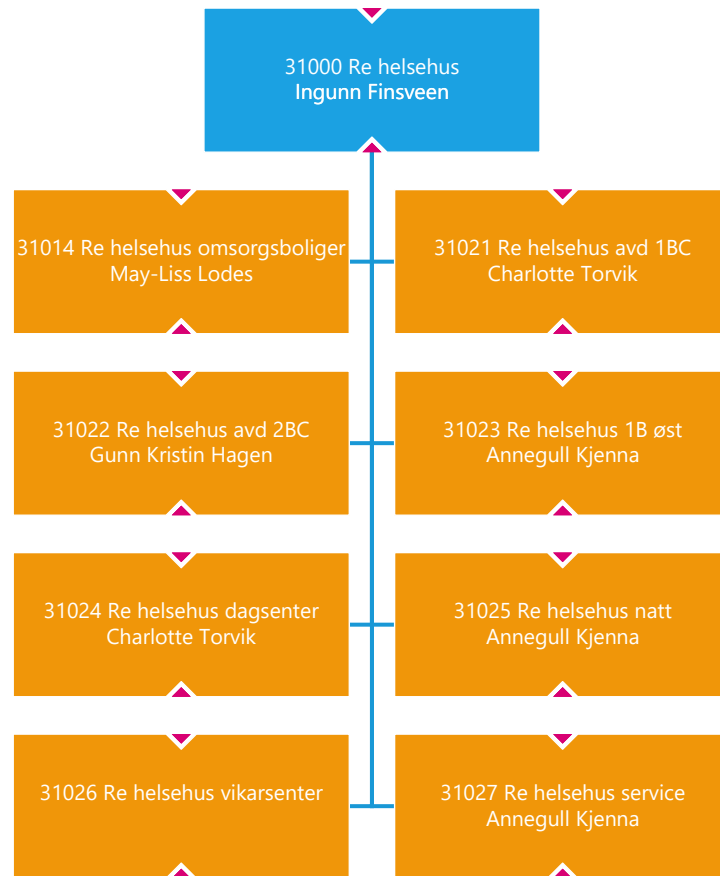 31000 Re helsehus
Ingunn Finsveen
31014 Re helsehus omsorgsboliger
May-Liss Lodes
31021 Re helsehus avd 1BC
Charlotte Torvik
31022 Re helsehus avd 2BC
Gunn Kristin Hagen
31023 Re helsehus 1B øst
Annegull Kjenna
31024 Re helsehus dagsenter
Charlotte Torvik
31025 Re helsehus natt
Annegull Kjenna
31026 Re helsehus vikarsenter
31027 Re helsehus service
Annegull Kjenna